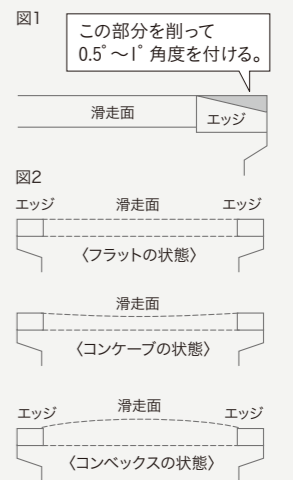 図1
この部分を削って
0.5°〜1°角度を付ける。
滑走面
エッジ
図2
エッジ 滑走面 エッジ
〈フラットの状態〉
滑走面
〈コンケーブの状態〉
エッジ 滑走面 エッジ
〈コンベックスの状態〉